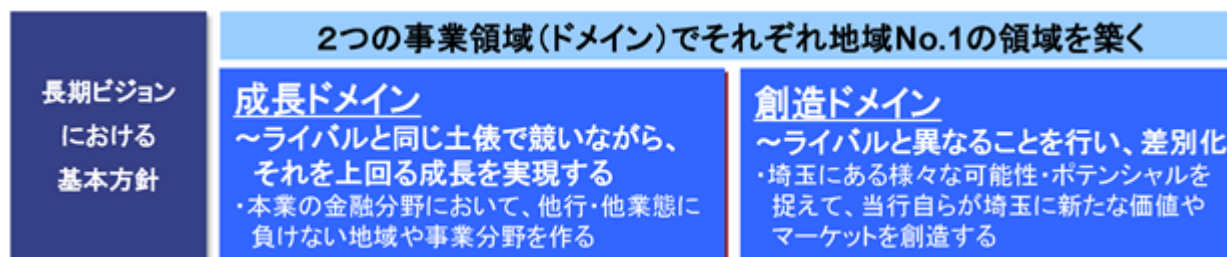 2つの事業領域(ドメイン)でそれぞれ地域No.1の領域を築く
長期ビジョン
における
基本方針
成長ドメイン
～ライバルと同じ土俵で競いながら、
それを上回る成長を実現する
・本業の金融分野において、他行・他業態に
負けない地域や事業分野を作る
創造ドメイン
～ライバルと異なることを行い、差別化
・埼玉にある様々な可能性・ポテンシャルを
捉えて、当行自らが埼玉に新たな価値や
マーケットを創造する